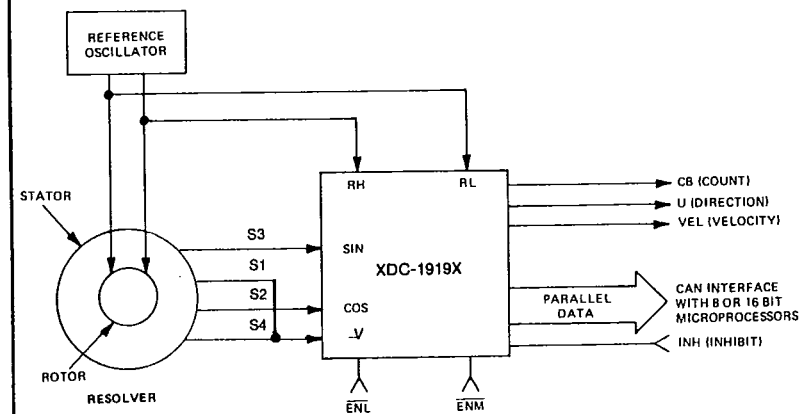 REFERENCE
OSCILLATOR
RH
RL
CB (COUNT)
U (DIRECTION)
VEL (VELOCITY)
STATOR
S3
SIN
S1
XDC-1919X
S2
COS
S4
-V
PARALLEL
DATA
CAN INTERFACE
WITH 8 OR 16 BIT
MICROPROCESSORS
INH (INHIBIT)
ROTOR
RESOLVER
ENL
ENM